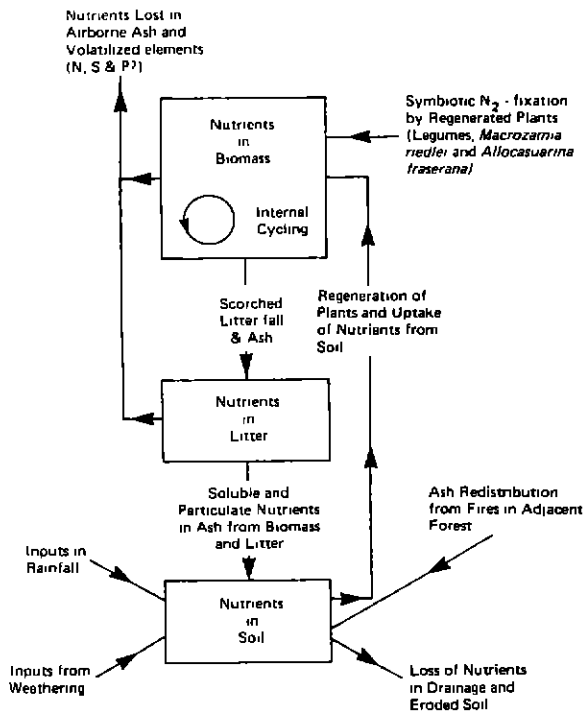 Nutrients Lost in
Airborne Ash and
Volatilized elements
(N, S & P?)
Symbiotic N₂ - fixation
by Regenerated Plants
(Legumes, Macrozamia
riedlei and Allocasuarina
fraserana)
Nutrients
in
Biomass
Internal
Cycling
Scorched
Litter fall
& Ash
Regeneration of
Plants and Uptake
of Nutrients from
Soil
Nutrients
in
Litter
Soluble and
Particulate Nutrients
in Ash from Biomass
and Litter
Ash Redistribution
from Fires in Adjacent
Forest
Inputs in
Rainfall
Nutrients
in
Soil
Inputs from
Weathering
Loss of Nutrients
in Drainage and
Eroded Soil